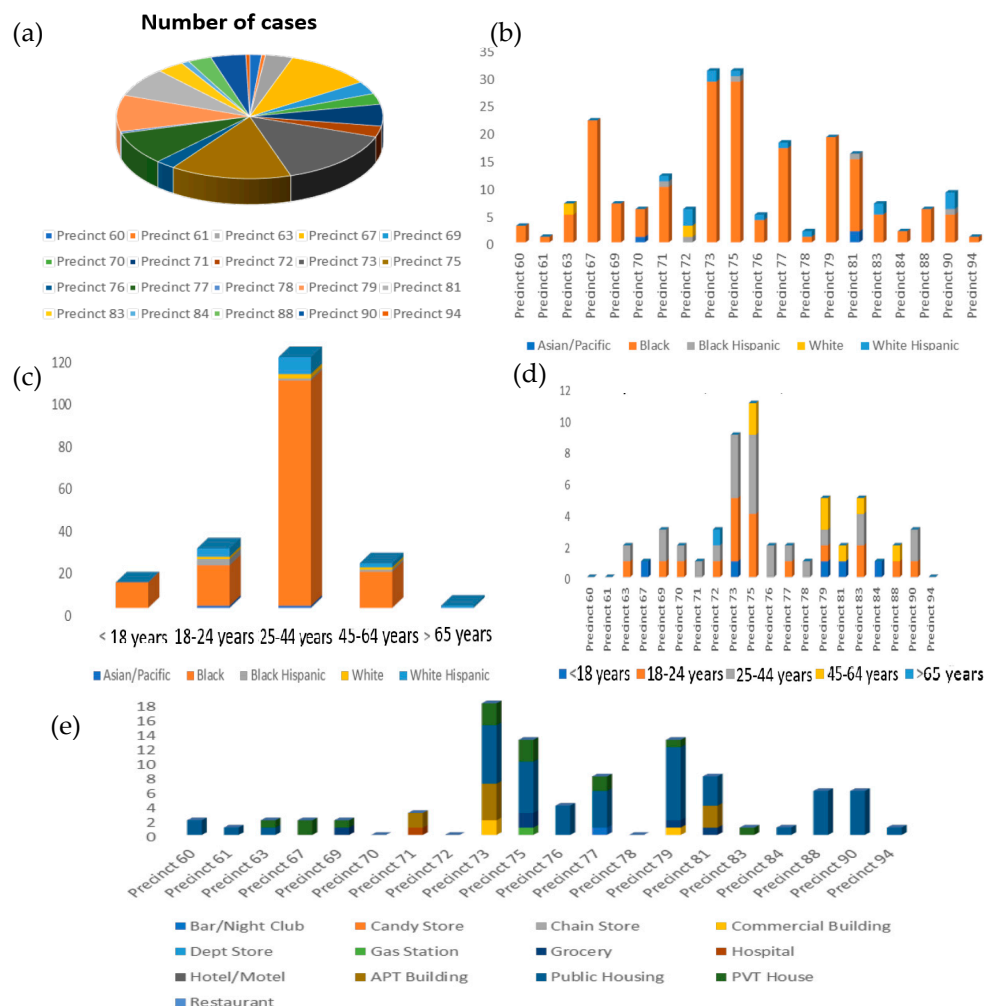 (a)
Number of cases
Precinct 60 Precinct 61 Precinct 63 Precinct 67 Precinct 69
Precinct 70 Precinct 71 Precinct 72 Precinct 73 Precinct 75
Precinct 76 Precinct 77 Precinct 78 Precinct 79 Precinct 81
Precinct 83 Precinct 84 Precinct 88 Precinct 90 Precinct 94
(b)
35
30
25
20
15
10
5
0
Precinct 60
Precinct 61
Precinct 63
Precinct 67
Precinct 69
Precinct 70
Precinct 71
Precinct 72
Precinct 73
Precinct 75
Precinct 76
Precinct 77
Precinct 78
Precinct 79
Precinct 81
Precinct 83
Precinct 84
Precinct 88
Precinct 90
Precinct 94
Asian/Pacific Black Black Hispanic White White Hispanic
(c)
120
100
80
60
40
20
0
< 18 years 18-24 years 25-44 years 45-64 years > 65 years
Asian/Pacific Black Black Hispanic White White Hispanic
(d)
12
10
8
6
4
2
0
Precinct 60
Precinct 61
Precinct 63
Precinct 67
Precinct 69
Precinct 70
Precinct 71
Precinct 72
Precinct 73
Precinct 75
Precinct 76
Precinct 77
Precinct 78
Precinct 79
Precinct 81
Precinct 83
Precinct 84
Precinct 88
Precinct 90
Precinct 94
<18 years 18-24 years 25-44 years 45-64 years >65 years
(e)
18
16
14
12
10
8
6
4
2
0
Precinct 60
Precinct 61
Precinct 63
Precinct 67
Precinct 69
Precinct 70
Precinct 71
Precinct 72
Precinct 73
Precinct 75
Precinct 76
Precinct 77
Precinct 78
Precinct 79
Precinct 81
Precinct 83
Precinct 84
Precinct 88
Precinct 90
Precinct 94
Bar/Night Club Candy Store Chain Store Commercial Building
Dept Store Gas Station Grocery Hospital
Hotel/Motel APT Building Public Housing PVT House
Restaurant